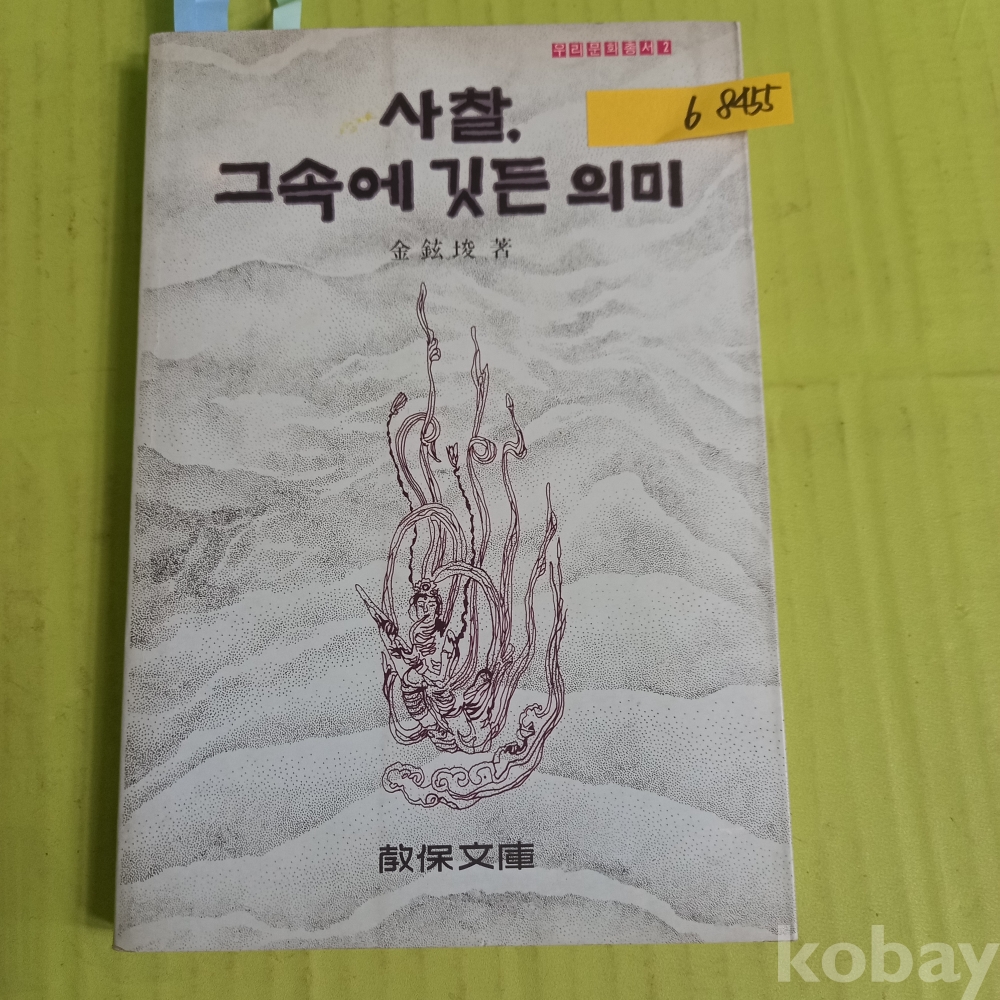 우리문화총서 2
사찰,
6 8455
그속에 깃든 의미
金鉉埈 著
敎保文庫
kobay